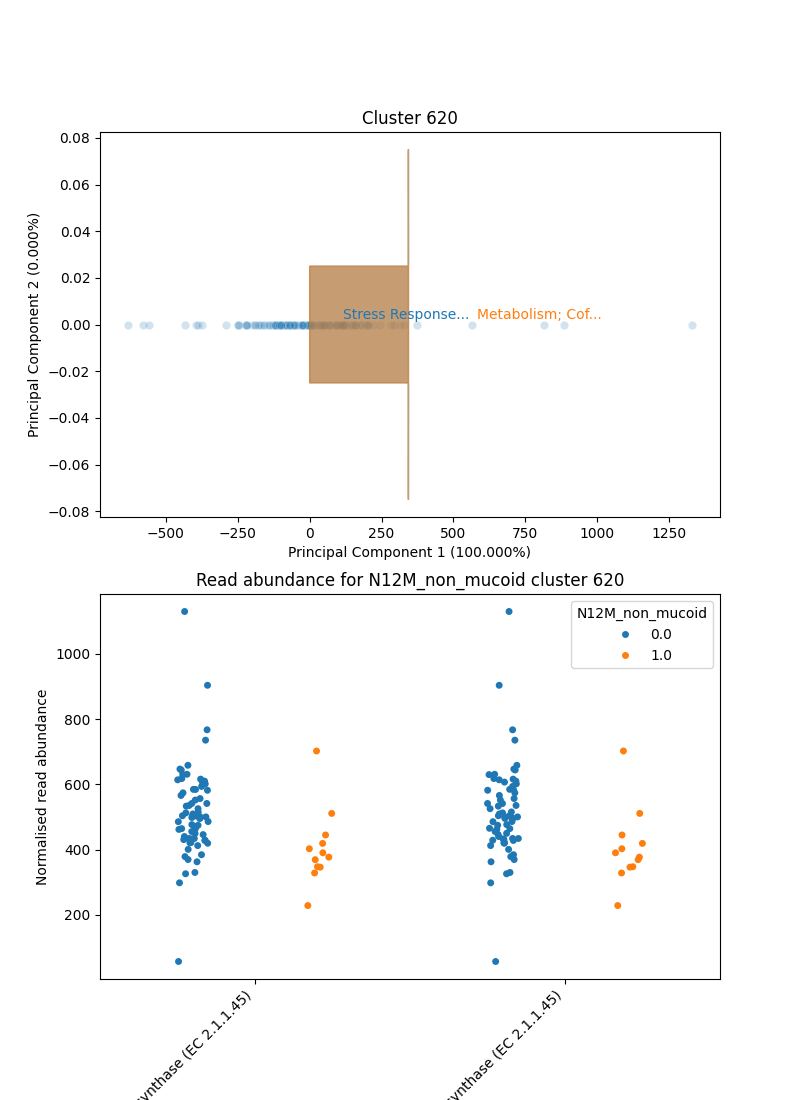 Cluster 620
0.08
0.06
0.04
0.02
0.00
−0.02
−0.04
−0.06
−0.08
Principal Component 2 (0.000%)
Stress Response... Metabolism; Cof...
−500 −250 0 250 500 750 1000 1250
Principal Component 1 (100.000%)
Read abundance for N12M_non_mucoid cluster 620
N12M_non_mucoid
0.0
1.0
1000
800
600
400
200
Normalised read abundance
(EC 2.1.1.45)
(EC 2.1.1.45)